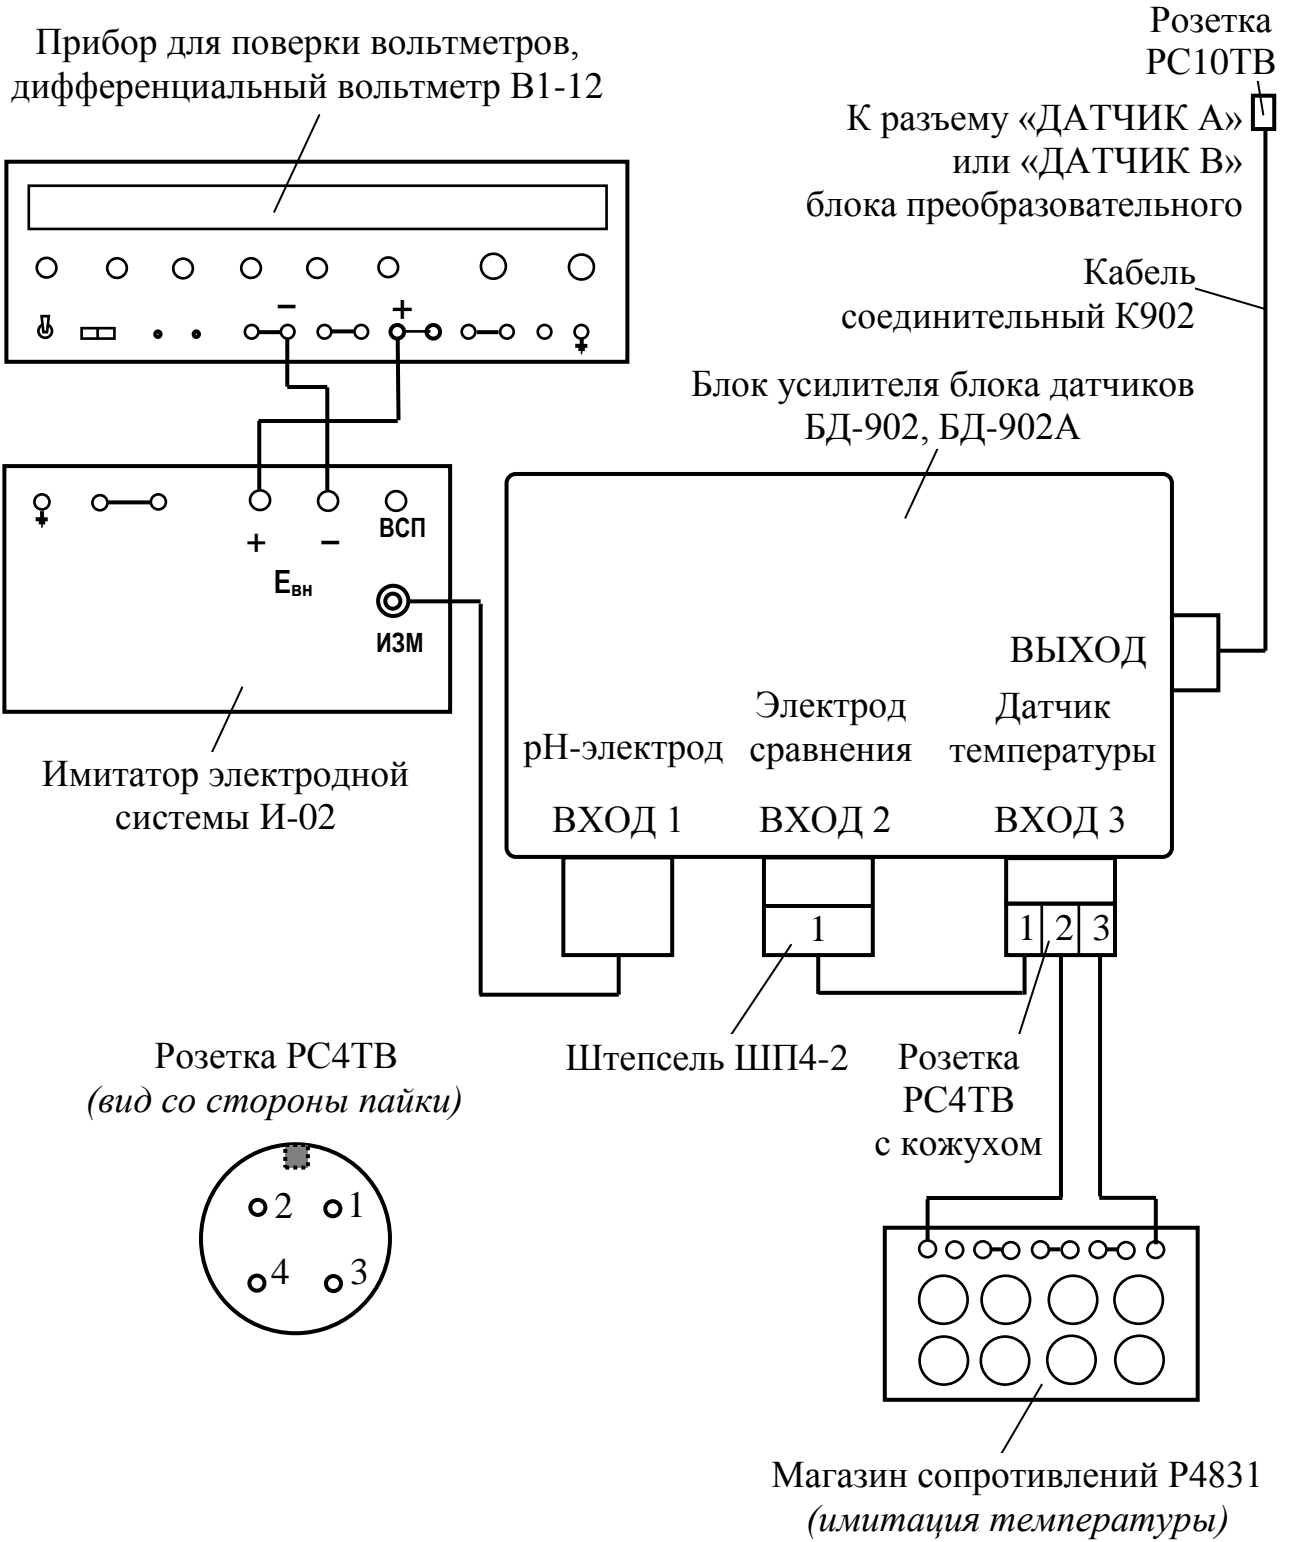 Прибор для поверки вольтметров,
дифференциальный вольтметр В1-12
Розетка
РС10ТВ
К разъему «ДАТЧИК А»
или «ДАТЧИК В»
блока преобразовательного
Кабель
соединительный К902
− +
Блок усилителя блока датчиков
БД-902, БД-902А
+ −
ВСП
Eвн
ИЗМ
Имитатор электродной
системы И-02
ВЫХОД
рН-электрод
Электрод
сравнения
Датчик
температуры
ВХОД 1
ВХОД 2
ВХОД 3
1
1 2 3
Штепсель ШП4-2
Розетка
РС4ТВ
с кожухом
Розетка РС4ТВ
(вид со стороны пайки)
2 1
4 3
Магазин сопротивлений Р4831
(имитация температуры)